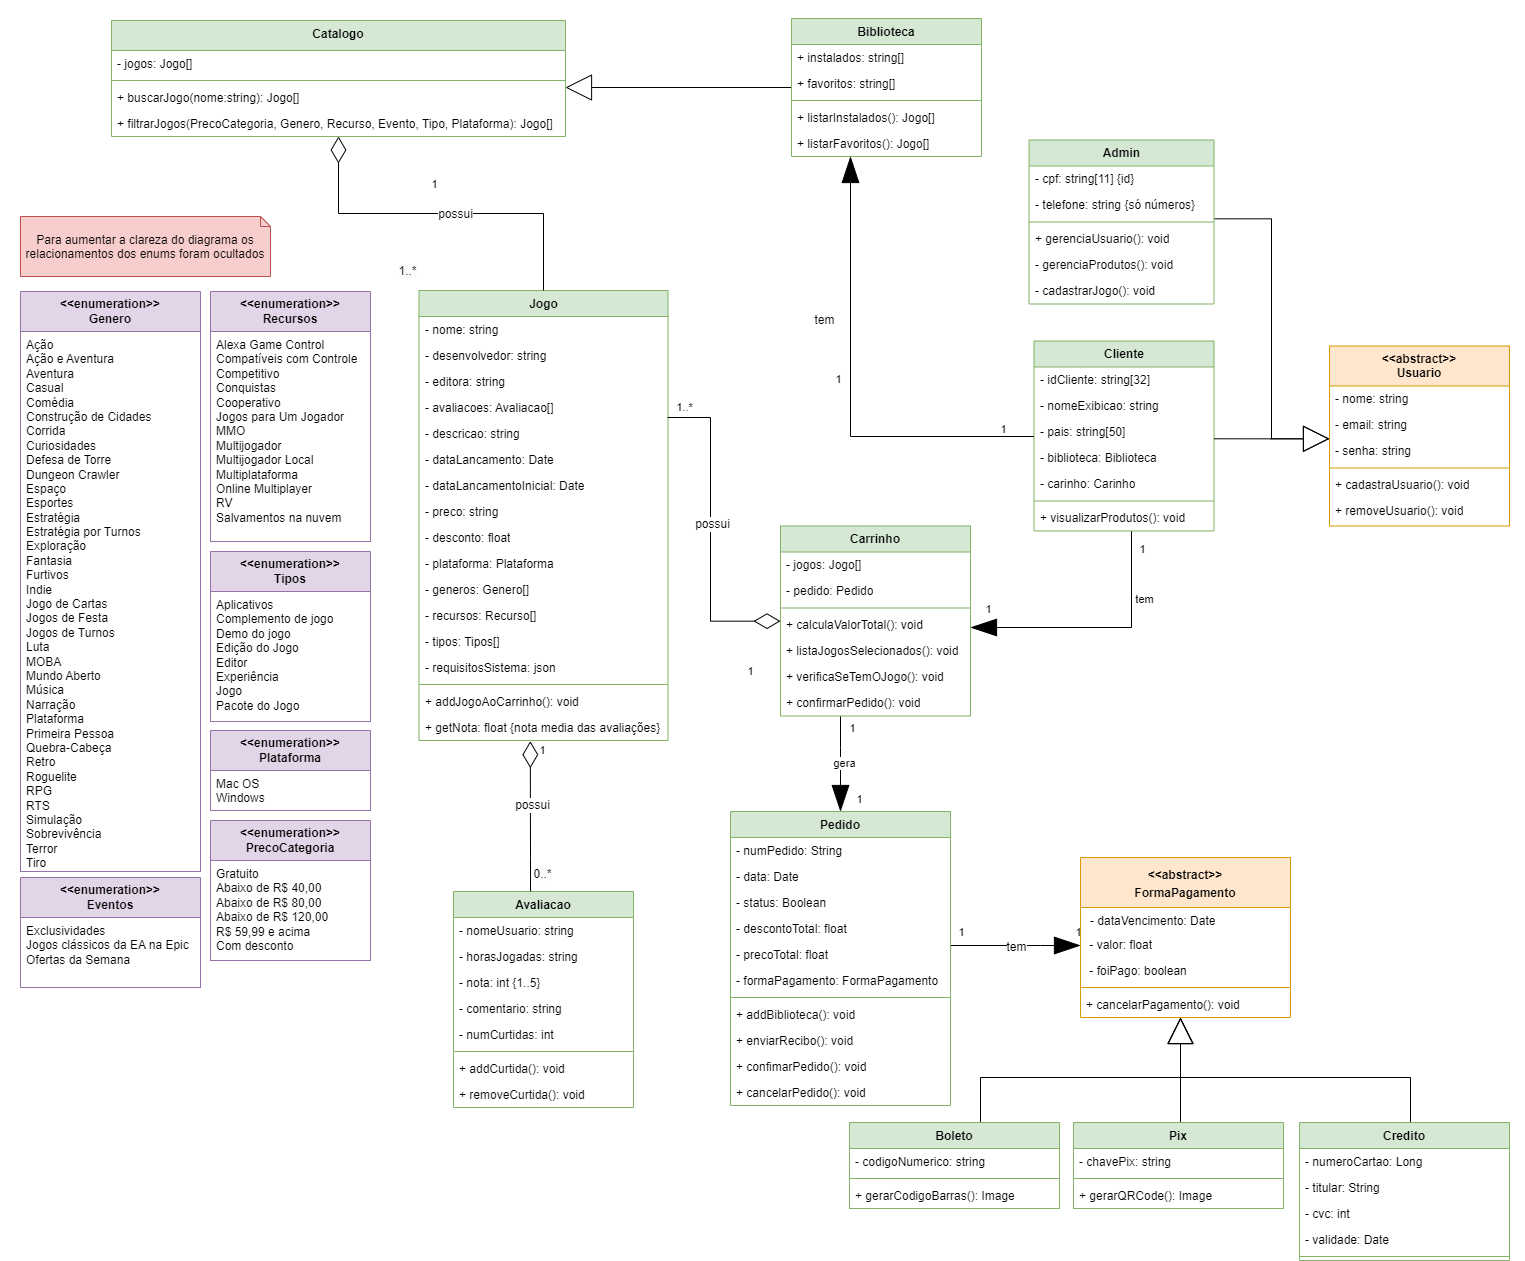 Catalogo
- jogos: Jogo[]
+ buscarJogo(nome:string): Jogo[]
+ filtrarJogos(PrecoCategoria, Genero, Recurso, Evento, Tipo, Plataforma): Jogo[]
Biblioteca
+ instalados: string[]
+ favoritos: string[]
+ listarInstalados(): Jogo[]
+ listarFavoritos(): Jogo[]
Admin
- cpf: string[11] {id}
- telefone: string {só números}
+ gerenciaUsuario(): void
- gerenciaProdutos(): void
- cadastrarJogo(): void
1
possui
1..*
Para aumentar a clareza do diagrama os
relacionamentos dos enums foram ocultados
<<enumeration>>
Genero
Ação
Ação e Aventura
Aventura
Casual
Comédia
Construção de Cidades
Corrida
Curiosidades
Defesa de Torre
Dungeon Crawler
Espaço
Esportes
Estratégia
Estratégia por Turnos
Exploração
Fantasia
Furtivos
Indie
Jogo de Cartas
Jogos de Festa
Jogos de Turnos
Luta
MOBA
Mundo Aberto
Música
Narração
Plataforma
Primeira Pessoa
Quebra-Cabeça
Retro
Roguelite
RPG
RTS
Simulação
Sobrevivência
Terror
Tiro
<<enumeration>>
Eventos
Exclusividades
Jogos clássicos da EA na Epic
Ofertas da Semana
<<enumeration>>
Recursos
Alexa Game Control
Compatíveis com Controle
Competitivo
Conquistas
Cooperativo
Jogos para Um Jogador
MMO
Multijogador
Multijogador Local
Multiplataforma
Online Multiplayer
RV
Salvamentos na nuvem
<<enumeration>>
Tipos
Aplicativos
Complemento de jogo
Demo do jogo
Edição do Jogo
Editor
Experiência
Jogo
Pacote do Jogo
<<enumeration>>
Plataforma
Mac OS
Windows
<<enumeration>>
PrecoCategoria
Gratuito
Abaixo de R$ 40,00
Abaixo de R$ 80,00
Abaixo de R$ 120,00
R$ 59,99 e acima
Com desconto
Jogo
- nome: string
- desenvolvedor: string
- editora: string
- avaliacoes: Avaliacao[]
- descricao: string
- dataLancamento: Date
- dataLancamentoInicial: Date
- preco: string
- desconto: float
- plataforma: Plataforma
- generos: Genero[]
- recursos: Recurso[]
- tipos: Tipos[]
- requisitosSistema: json
+ addJogoAoCarrinho(): void
+ getNota: float {nota media das avaliações}
1
possui
0..*
Avaliacao
- nomeUsuario: string
- horasJogadas: string
- nota: int {1..5}
- comentario: string
- numCurtidas: int
+ addCurtida(): void
+ removeCurtida(): void
1..*
possui
1
tem
1
1
Cliente
- idCliente: string[32]
- nomeExibicao: string
- pais: string[50]
- biblioteca: Biblioteca
- carinho: Carinho
+ visualizarProdutos(): void
<<abstract>>
Usuario
- nome: string
- email: string
- senha: string
+ cadastraUsuario(): void
+ removeUsuario(): void
1
tem
1
Carrinho
- jogos: Jogo[]
- pedido: Pedido
+ calculaValorTotal(): void
+ listaJogosSelecionados(): void
+ verificaSeTemOJogo(): void
+ confirmarPedido(): void
1
gera
1
Pedido
- numPedido: String
- data: Date
- status: Boolean
- descontoTotal: float
- precoTotal: float
- formaPagamento: FormaPagamento
+ addBiblioteca(): void
+ enviarRecibo(): void
+ confimarPedido(): void
+ cancelarPedido(): void
1
tem
1
<<abstract>>
FormaPagamento
- dataVencimento: Date
- valor: float
- foiPago: boolean
+ cancelarPagamento(): void
Boleto
- codigoNumerico: string
+ gerarCodigoBarras(): Image
Pix
- chavePix: string
+ gerarQRCode(): Image
Credito
- numeroCartao: Long
- titular: String
- cvc: int
- validade: Date